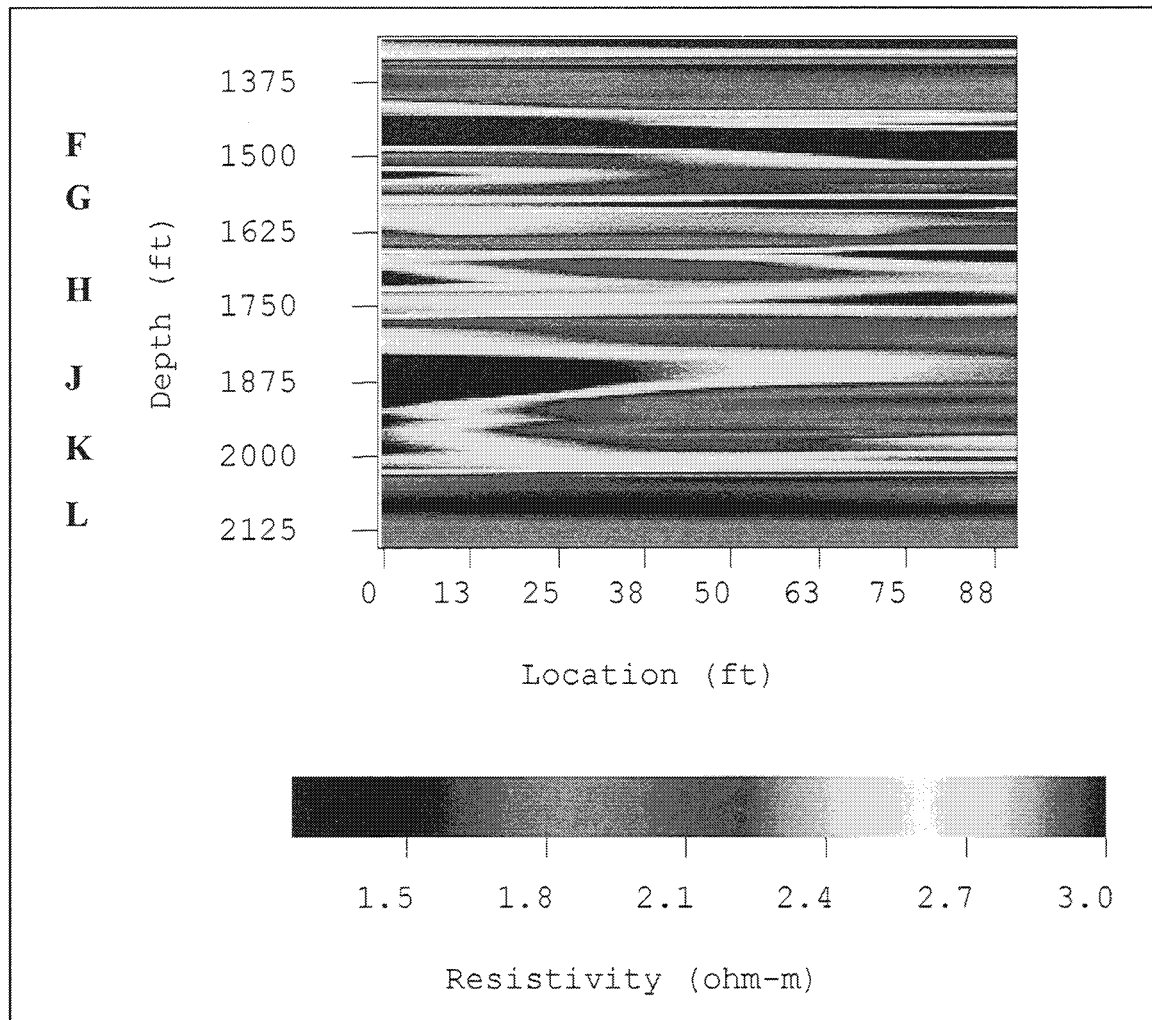 1375
F
1500
G
1625
H
1750
J
1875
K
2000
L
2125
Depth (ft)
0 13 25 38 50 63 75 88
Location (ft)
1.5 1.8 2.1 2.4 2.7 3.0
Resistivity (ohm-m)